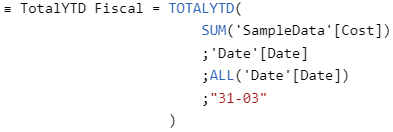 ≡ TotalYTD Fiscal = TOTALYTD(
SUM('SampleData'[Cost])
;'Date'[Date]
;ALL('Date'[Date])
;"31-03"
)